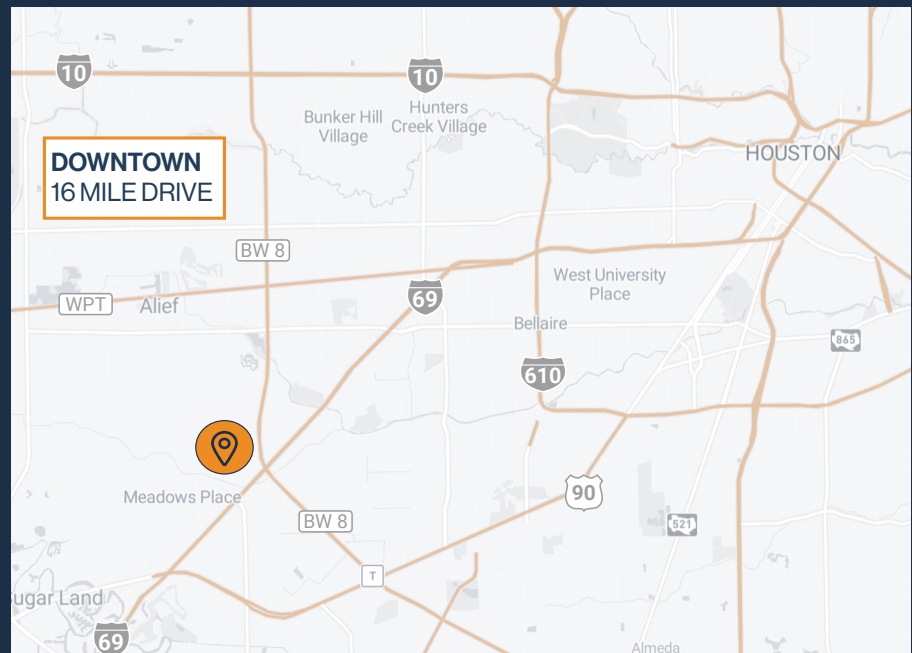 10
10
Bunker Hill
Village
Hunters
Creek Village
HOUSTON
DOWNTOWN
16 MILE DRIVE
BW 8
West University
Place
WPT
Alief
69
Bellaire
865
610
90
Meadows Place
BW 8
521
T
ugar Land
69
Almeda